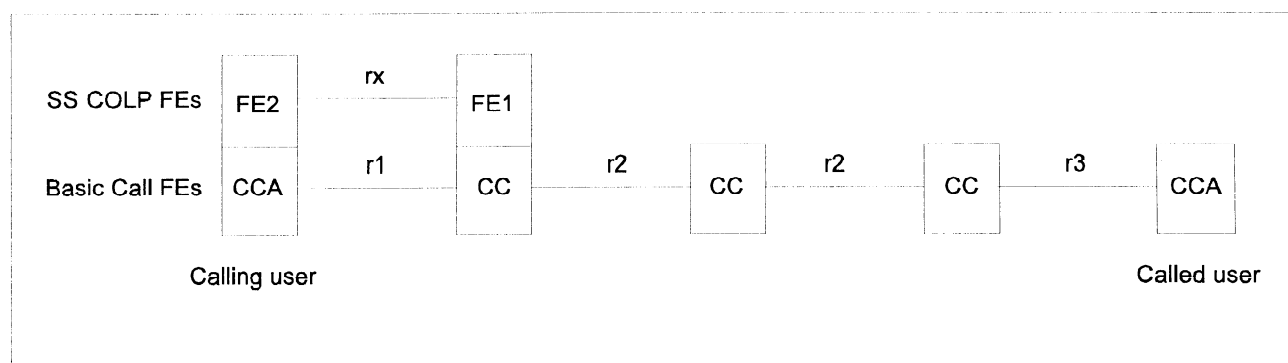 rx
SS COLP FEs FE2 FE1
r1 r2 r2 r3
Basic Call FEs CCA CC CC CC CCA
Calling user Called user